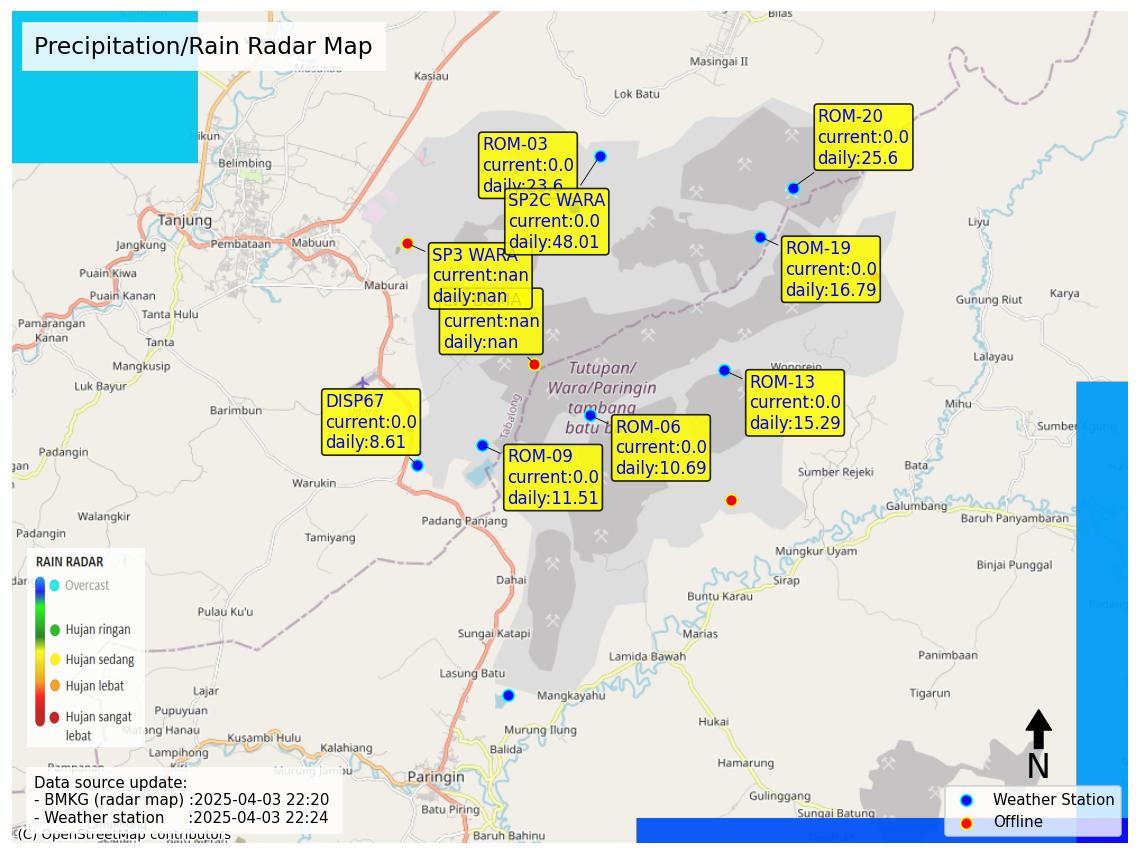 Precipitation/Rain Radar Map
Bilas
Masingai II
Kasiau
Lok Batu
Hikun
Belimbing
Tanjung
Jangkung
Pembataan
Mabuun
Puain Kiwa
Maburai
Puain Kanan
Tanta Hulu
Pamarangan
Kanan
Tanta
Mangkusip
Luk Bayur
Barimbun
Warukin
Walangkir
Padangin
Tamiyang
Padang Panjang
Dahai
Pulau Ku'u
Sungai Katapi
Lasung Batu
Lajar
Pupuyuan
Matang Hanau
Kusambi Hulu
Lampihong
Kiri
Kalahiang
Murung Jambu
Pampanan
Mangkayahu
Murung Ilung
Balida
Paringin
Batu Piring
Baruh Bahinu
Liyu
Gunung Riut
Karya
Lalayau
Mihu
Wonorejo
Sumber Rejeki
Bata
Galumbang
Baruh Panyambaran
Mungkur Uyam
Binjai Punggal
Sirap
Buntu Karau
Marias
Lamida Bawah
Panimbaan
Tigarun
Hukai
Hamarung
Gulinggang
Sungai Batung
Tabalong
Tutupan/
Wara/Paringin
tambang
batu b
ROM-03
current:0.0
daily:23.6
SP2C WARA
current:0.0
daily:48.01
ROM-20
current:0.0
daily:25.6
ROM-19
current:0.0
daily:16.79
SP3 WARA
current:nan
daily:nan
current:nan
daily:nan
ROM-13
current:0.0
daily:15.29
DISP67
current:0.0
daily:8.61
ROM-06
current:0.0
daily:10.69
ROM-09
current:0.0
daily:11.51
RAIN RADAR
Overcast
Hujan ringan
Hujan sedang
Hujan lebat
Hujan sangat
lebat
Data source update:
- BMKG (radar map) :2025-04-03 22:20
- Weather station :2025-04-03 22:24
(C) OpenStreetMap contributors
N
Weather Station
Offline